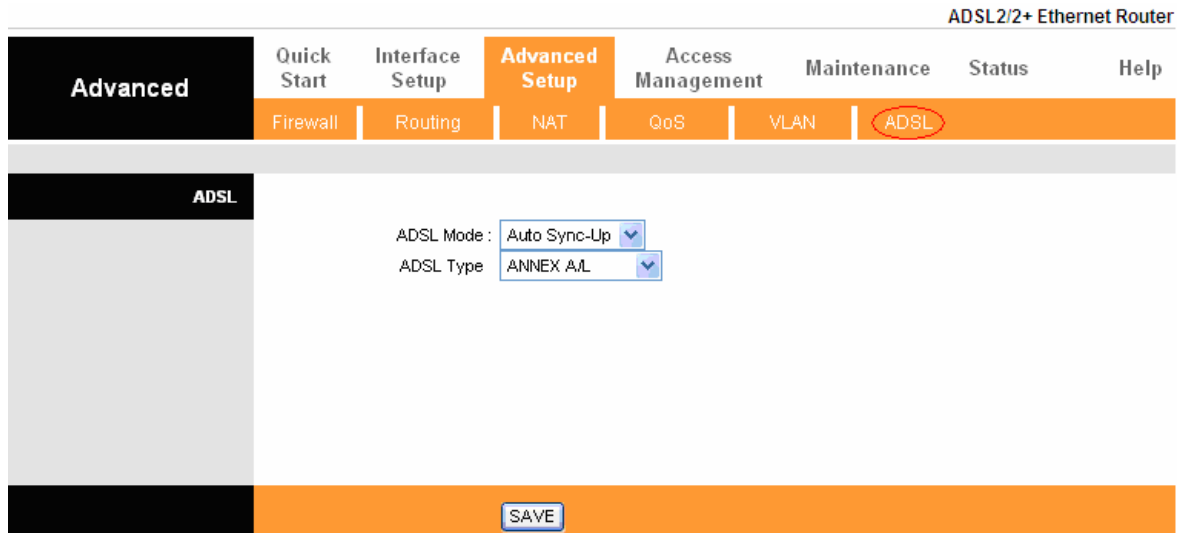 ADSL2/2+ Ethernet Router
Advanced
Quick Start
Interface Setup
Advanced Setup
Access Management
Maintenance
Status
Help
Firewall
Routing
NAT
QoS
VLAN
ADSL
ADSL
ADSL Mode : Auto Sync-Up
ADSL Type ANNEX A/L
SAVE